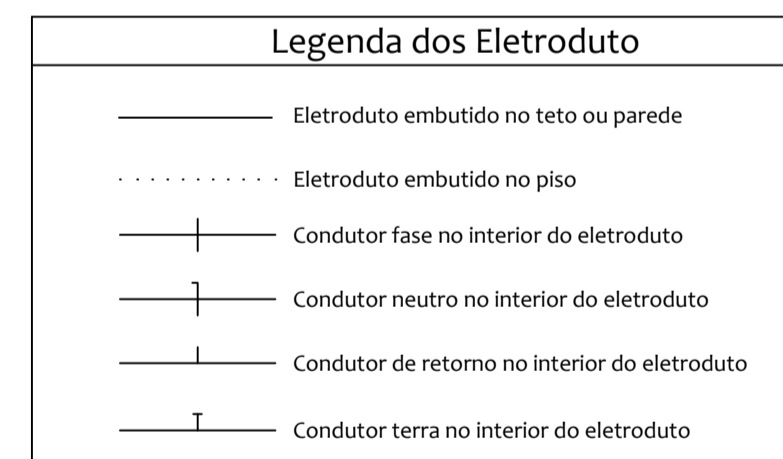 Legenda dos Eletroduto
Eletroduto embutido no teto ou parede
Eletroduto embutido no piso
Condutor fase no interior do eletroduto
Condutor neutro no interior do eletroduto
Condutor de retorno no interior do eletroduto
Condutor terra no interior do eletroduto